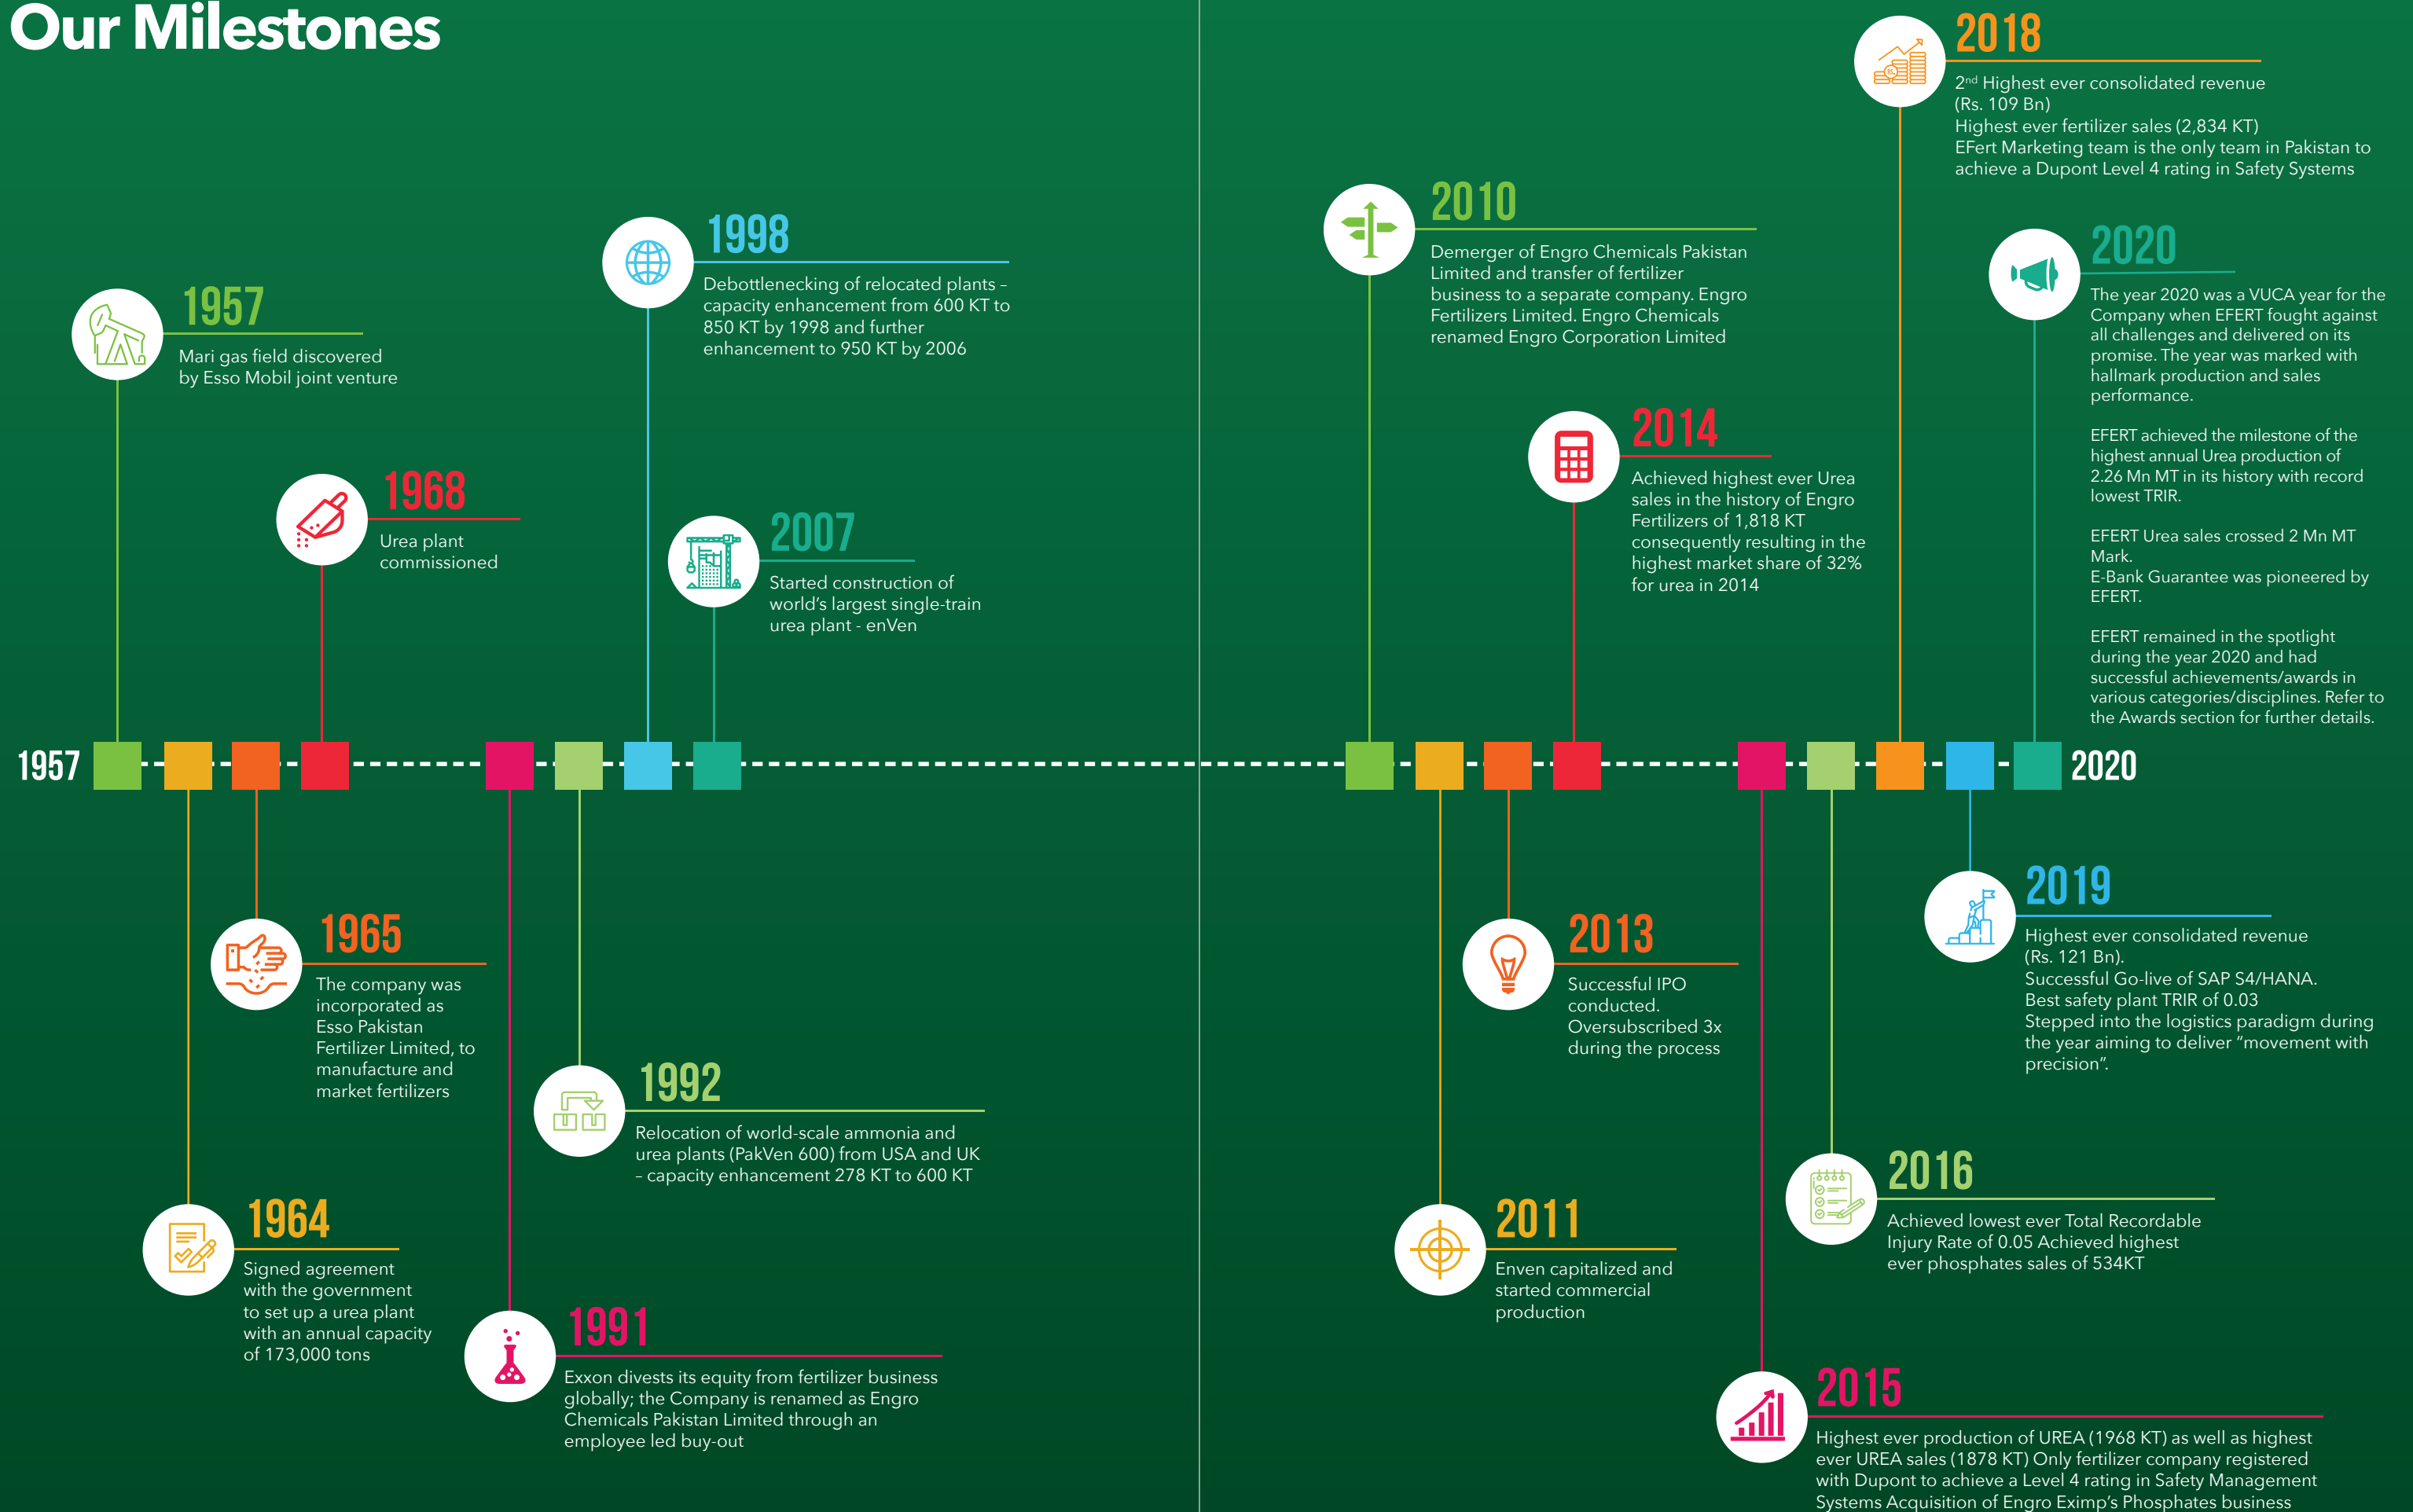 Our Milestones
1957
Mari gas field discovered
by Esso Mobil joint venture
1968
Urea plant
commissioned
1998
Debottlenecking of relocated plants –
capacity enhancement from 600 KT to
850 KT by 1998 and further
enhancement to 950 KT by 2006
2007
Started construction of
world's largest single-train
urea plant - enVen
2010
Demerger of Engro Chemicals Pakistan
Limited and transfer of fertilizer
business to a separate company. Engro
Fertilizers Limited. Engro Chemicals
renamed Engro Corporation Limited
2014
Achieved highest ever Urea
sales in the history of Engro
Fertilizers of 1,818 KT
consequently resulting in the
highest market share of 32%
for urea in 2014
2018
2nd Highest ever consolidated revenue
(Rs. 109 Bn)
Highest ever fertilizer sales (2,834 KT)
EFert Marketing team is the only team in Pakistan to
achieve a Dupont Level 4 rating in Safety Systems
2020
The year 2020 was a VUCA year for the
Company when EFERT fought against
all challenges and delivered on its
promise. The year was marked with
hallmark production and sales
performance.
EFERT achieved the milestone of the
highest annual Urea production of
2.26 Mn MT in its history with record
lowest TRIR.
EFERT Urea sales crossed 2 Mn MT
Mark.
E-Bank Guarantee was pioneered by
EFERT.
EFERT remained in the spotlight
during the year 2020 and had
successful achievements/awards in
various categories/disciplines. Refer to
the Awards section for further details.
1957
2020
1965
The company was
incorporated as
Esso Pakistan
Fertilizer Limited, to
manufacture and
market fertilizers
1964
Signed agreement
with the government
to set up a urea plant
with an annual capacity
of 173,000 tons
1992
Relocation of world-scale ammonia and
urea plants (PakVen 600) from USA and UK
– capacity enhancement 278 KT to 600 KT
1991
Exxon divests its equity from fertilizer business
globally; the Company is renamed as Engro
Chemicals Pakistan Limited through an
employee led buy-out
2013
Successful IPO
conducted.
Oversubscribed 3x
during the process
2011
Enven capitalized and
started commercial
production
2019
Highest ever consolidated revenue
(Rs. 121 Bn).
Successful Go-live of SAP S4/HANA.
Best safety plant TRIR of 0.03
Stepped into the logistics paradigm during
the year aiming to deliver "movement with
precision".
2016
Achieved lowest ever Total Recordable
Injury Rate of 0.05 Achieved highest
ever phosphates sales of 534KT
2015
Highest ever production of UREA (1968 KT) as well as highest
ever UREA sales (1878 KT) Only fertilizer company registered
with Dupont to achieve a Level 4 rating in Safety Management
Systems Acquisition of Engro Eximp's Phosphates business